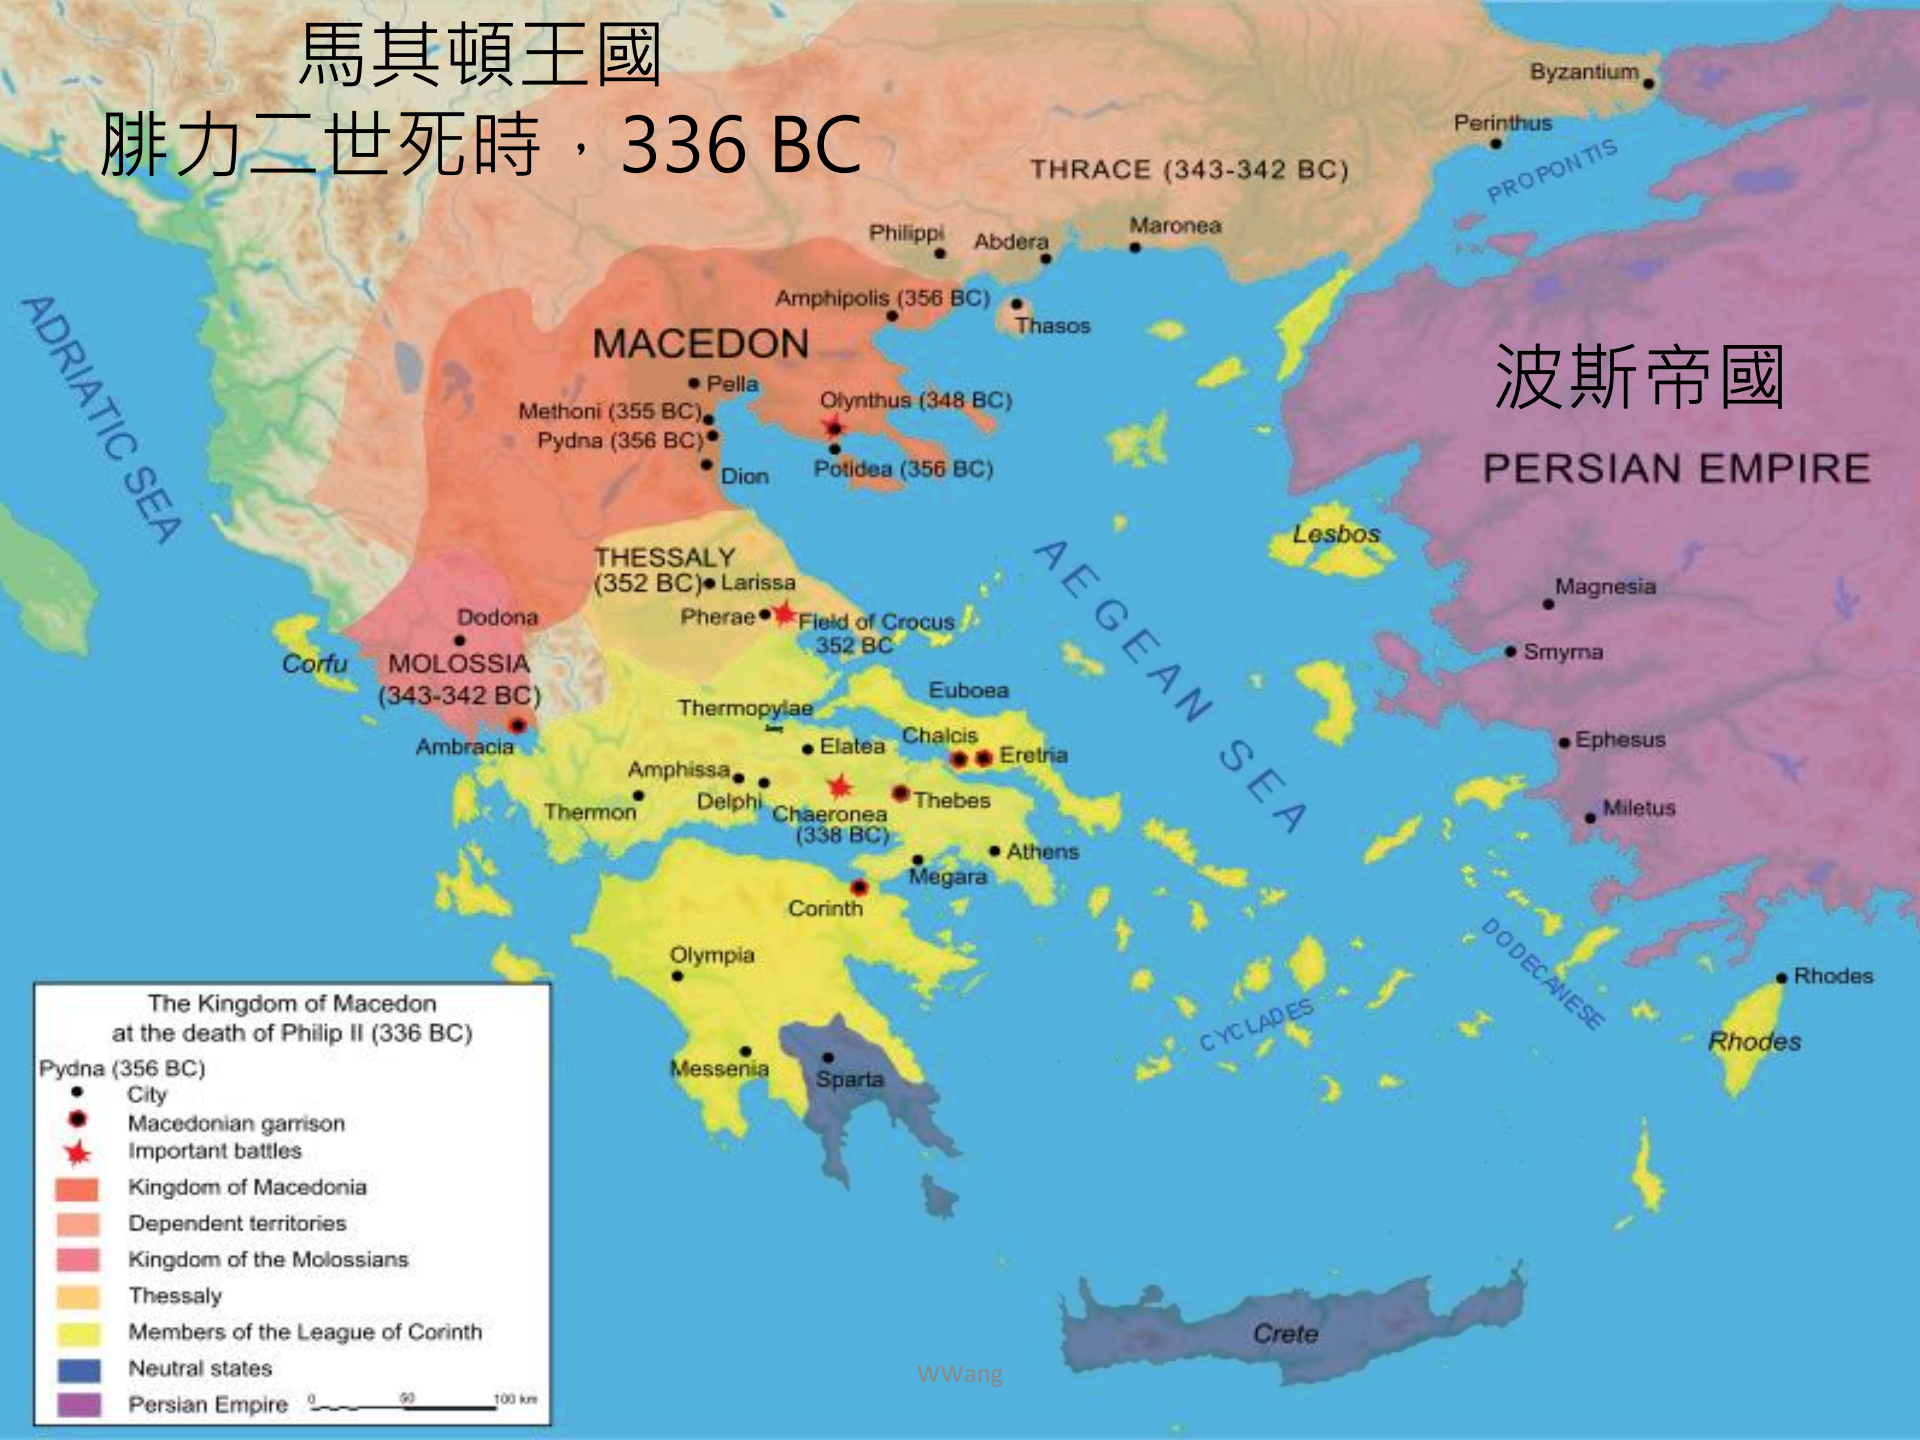 馬其頓王國
腓力二世死時，336 BC
Byzantium
Perinthus
PROPONTIS
THRACE (343-342 BC)
Philippi
Abdera
Maronea
Amphipolis (356 BC)
Thasos
ADRIATIC SEA
MACEDON
Pella
Methoni (355 BC)
Pydna (356 BC)
Dion
Olynthus (348 BC)
Potidea (356 BC)
波斯帝國
PERSIAN EMPIRE
Lesbos
AEGEAN SEA
THESSALY
(352 BC)
Larissa
Pherae
Field of Crocus
352 BC
Magnesia
Smyrna
Dodona
Corfu
MOLOSSIA
(343-342 BC)
Ambracia
Euboea
Thermopylae
Elatea
Chalcis
Eretria
Ephesus
Amphissa
Delphi
Thermon
Chaeronea
(338 BC)
Thebes
Miletus
Athens
Megara
Corinth
Olympia
DODECANESE
Rhodes
CYCLADES
Rhodes
Messenia
Sparta
Crete
The Kingdom of Macedon
at the death of Philip II (336 BC)
Pydna (356 BC)
City
Macedonian garrison
Important battles
Kingdom of Macedonia
Dependent territories
Kingdom of the Molossians
Thessaly
Members of the League of Corinth
Neutral states
Persian Empire
0 50 100 km
WWang